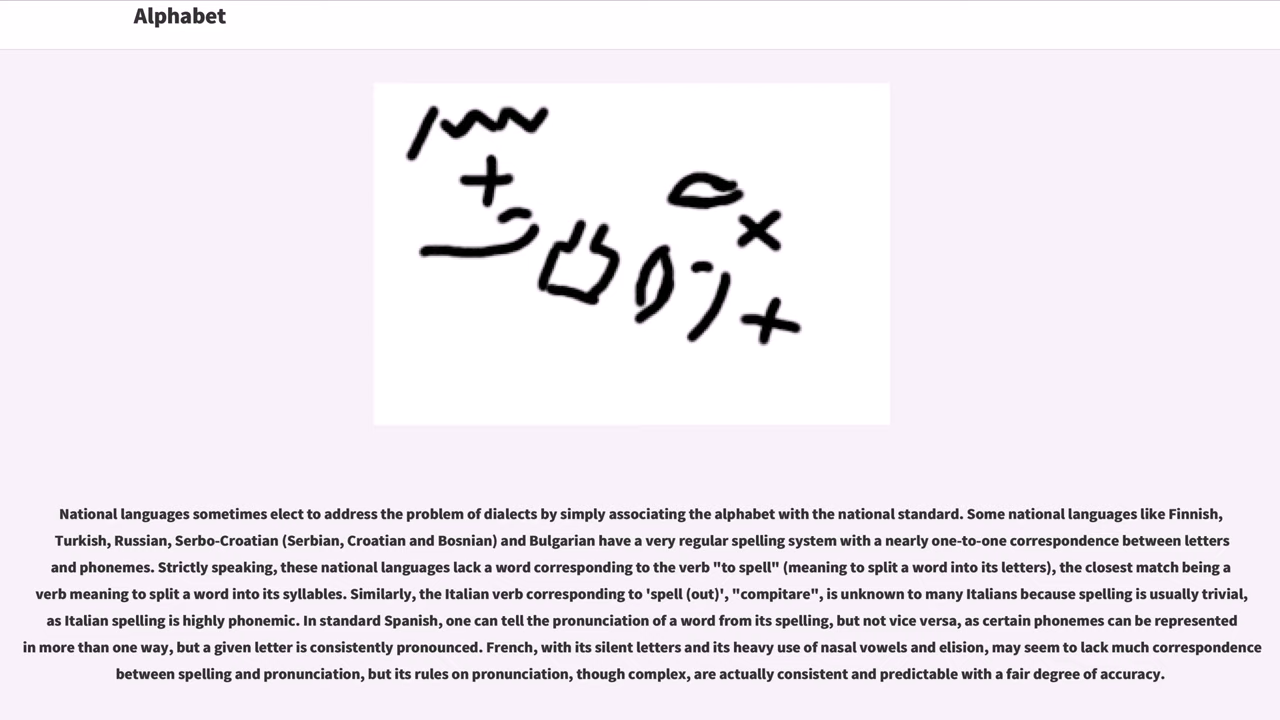 Alphabet
National languages sometimes elect to address the problem of dialects by simply associating the alphabet with the national standard. Some national languages like Finnish,
Turkish, Russian, Serbo-Croatian (Serbian, Croatian and Bosnian) and Bulgarian have a very regular spelling system with a nearly one-to-one correspondence between letters
and phonemes. Strictly speaking, these national languages lack a word corresponding to the verb "to spell" (meaning to split a word into its letters), the closest match being a
verb meaning to split a word into its syllables. Similarly, the Italian verb corresponding to 'spell (out)', "compitare", is unknown to many Italians because spelling is usually trivial,
as Italian spelling is highly phonemic. In standard Spanish, one can tell the pronunciation of a word from its spelling, but not vice versa, as certain phonemes can be represented
in more than one way, but a given letter is consistently pronounced. French, with its silent letters and its heavy use of nasal vowels and elision, may seem to lack much correspondence
between spelling and pronunciation, but its rules on pronunciation, though complex, are actually consistent and predictable with a fair degree of accuracy.